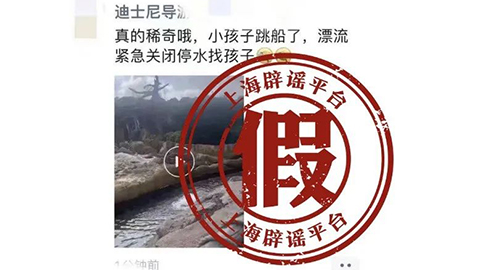 迪士尼导游
真的稀奇哦，小孩子跳船了，漂流
紧急关闭停水找孩子
上海辟谣平台
假
上海辟谣平台
1分钟前